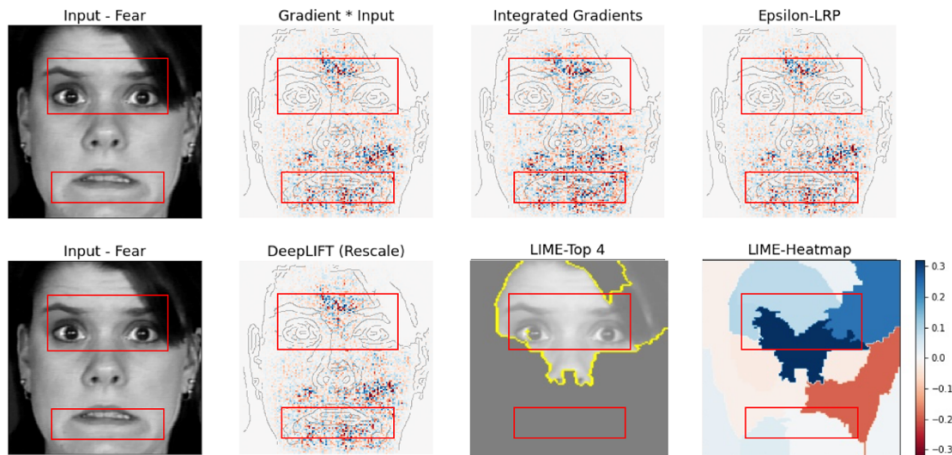 Input - Fear
Gradient * Input
Integrated Gradients
Epsilon-LRP
Input - Fear
DeepLIFT (Rescale)
LIME-Top 4
LIME-Heatmap
0.3
0.2
0.1
0.0
−0.1
−0.2
−0.3